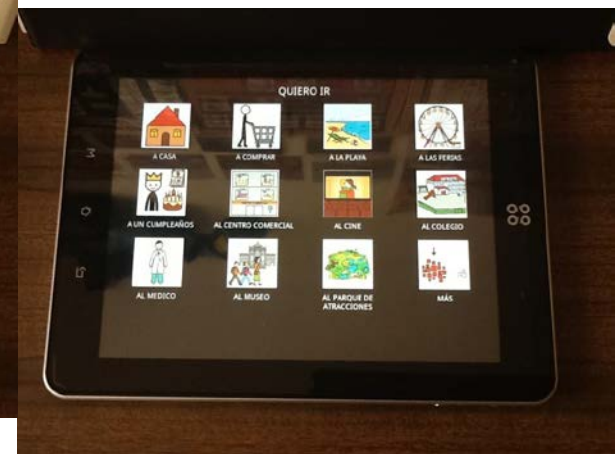 QUIERO IR
A CASA
A COMPRAR
A LA PLAYA
A LAS FERIAS
A UN CUMPLEAÑOS
AL CENTRO COMERCIAL
AL CINE
AL COLEGIO
AL MEDICO
AL MUSEO
AL PARQUE DE
ATRACCIONES
MÁS